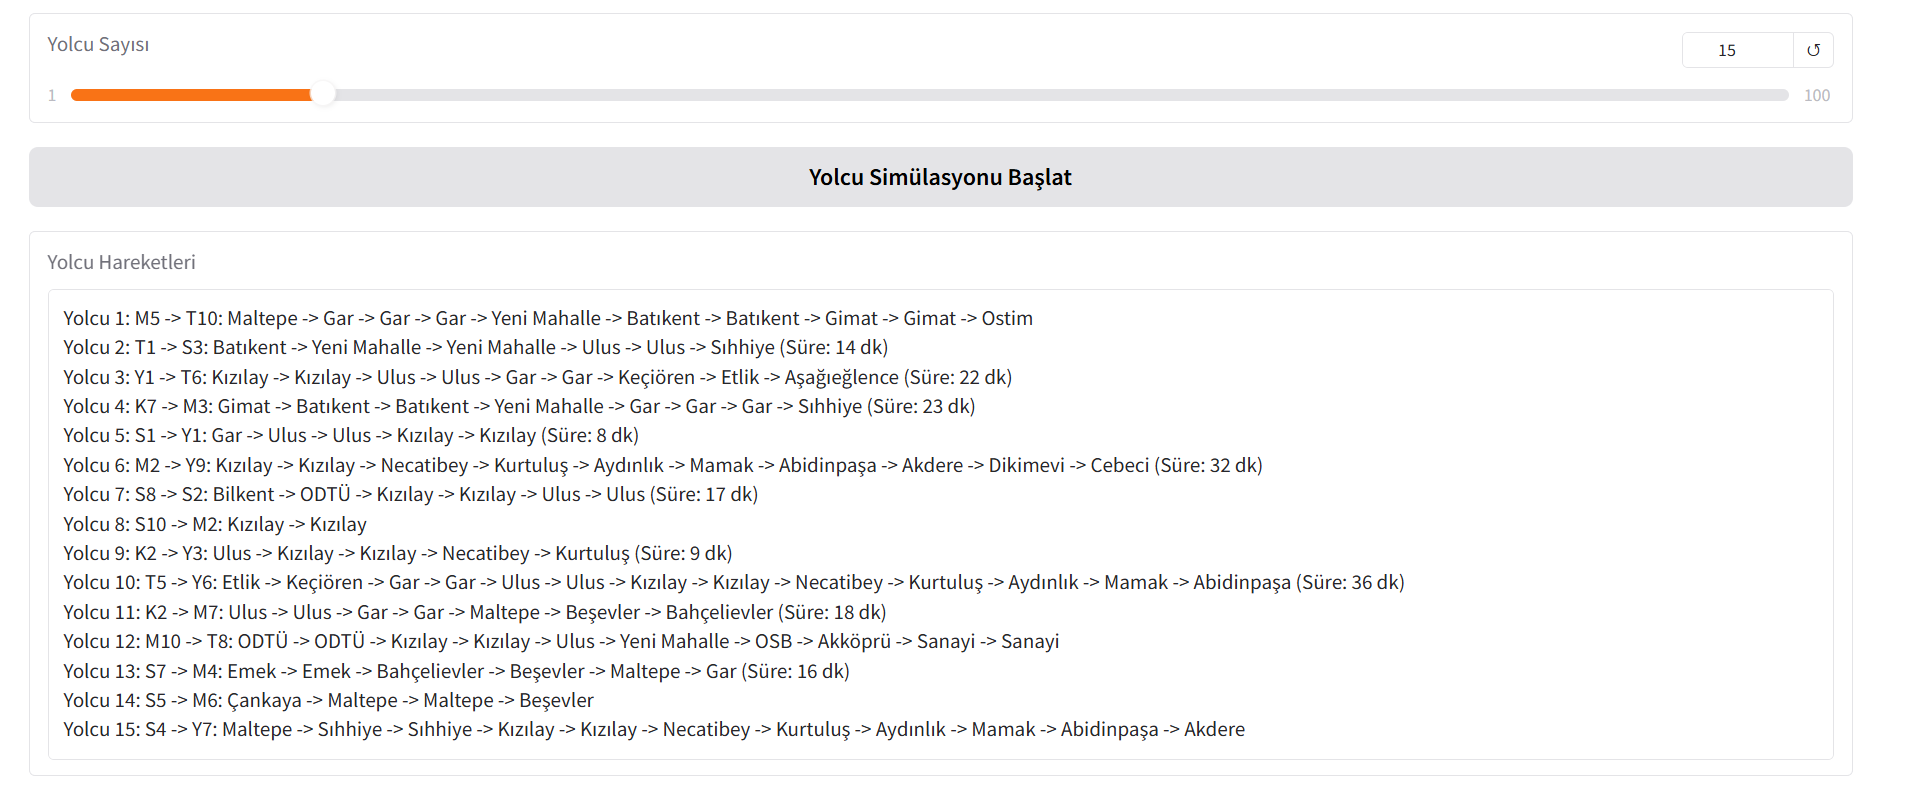 Yolcu Sayısı
15 ↺
1 100
Yolcu Simülasyonu Başlat
Yolcu Hareketleri
Yolcu 1: M5 -> T10: Maltepe -> Gar -> Gar -> Gar -> Yeni Mahalle -> Batıkent -> Batıkent -> Gimat -> Gimat -> Ostim
Yolcu 2: T1 -> S3: Batıkent -> Yeni Mahalle -> Yeni Mahalle -> Ulus -> Ulus -> Sıhhiye (Süre: 14 dk)
Yolcu 3: Y1 -> T6: Kızılay -> Kızılay -> Ulus -> Ulus -> Gar -> Gar -> Keçiören -> Etlik -> Aşağıeğlence (Süre: 22 dk)
Yolcu 4: K7 -> M3: Gimat -> Batıkent -> Batıkent -> Yeni Mahalle -> Gar -> Gar -> Gar -> Sıhhiye (Süre: 23 dk)
Yolcu 5: S1 -> Y1: Gar -> Ulus -> Ulus -> Kızılay -> Kızılay (Süre: 8 dk)
Yolcu 6: M2 -> Y9: Kızılay -> Kızılay -> Necatibey -> Kurtuluş -> Aydınlık -> Mamak -> Abidinpaşa -> Akdere -> Dikimevi -> Cebeci (Süre: 32 dk)
Yolcu 7: S8 -> S2: Bilkent -> ODTÜ -> Kızılay -> Kızılay -> Ulus -> Ulus (Süre: 17 dk)
Yolcu 8: S10 -> M2: Kızılay -> Kızılay
Yolcu 9: K2 -> Y3: Ulus -> Kızılay -> Kızılay -> Necatibey -> Kurtuluş (Süre: 9 dk)
Yolcu 10: T5 -> Y6: Etlik -> Keçiören -> Gar -> Gar -> Ulus -> Ulus -> Kızılay -> Kızılay -> Necatibey -> Kurtuluş -> Aydınlık -> Mamak -> Abidinpaşa (Süre: 36 dk)
Yolcu 11: K2 -> M7: Ulus -> Ulus -> Gar -> Gar -> Maltepe -> Beşevler -> Bahçelievler (Süre: 18 dk)
Yolcu 12: M10 -> T8: ODTÜ -> ODTÜ -> Kızılay -> Kızılay -> Ulus -> Yeni Mahalle -> OSB -> Akköprü -> Sanayi -> Sanayi
Yolcu 13: S7 -> M4: Emek -> Emek -> Bahçelievler -> Beşevler -> Maltepe -> Gar (Süre: 16 dk)
Yolcu 14: S5 -> M6: Çankaya -> Maltepe -> Maltepe -> Beşevler
Yolcu 15: S4 -> Y7: Maltepe -> Sıhhiye -> Sıhhiye -> Kızılay -> Kızılay -> Necatibey -> Kurtuluş -> Aydınlık -> Mamak -> Abidinpaşa -> Akdere